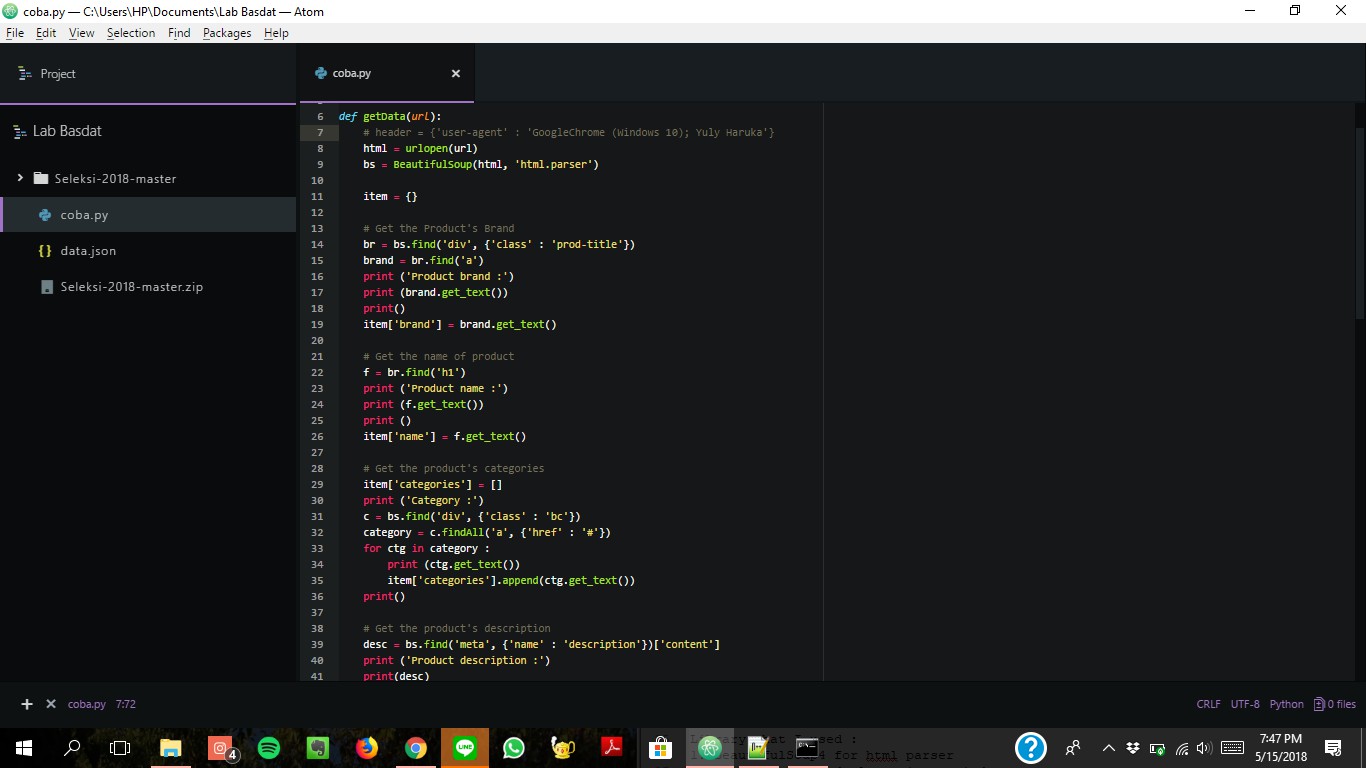 coba.py — C:\Users\HP\Documents\Lab Basdat — Atom
File Edit View Selection Find Packages Help
Project
coba.py
Lab Basdat
Seleksi-2018-master
coba.py
data.json
Seleksi-2018-master.zip
6 def getData(url):
7 # header = {'user-agent' : 'GoogleChrome (Windows 10); Yuly Haruka'}
8 html = urlopen(url)
9 bs = BeautifulSoup(html, 'html.parser')
10
11 item = {}
12
13 # Get the Product's Brand
14 br = bs.find('div', {'class' : 'prod-title'})
15 brand = br.find('a')
16 print ('Product brand :')
17 print (brand.get_text())
18 print()
19 item['brand'] = brand.get_text()
20
21 # Get the name of product
22 f = br.find('h1')
23 print ('Product name :')
24 print (f.get_text())
25 print ()
26 item['name'] = f.get_text()
27
28 # Get the product's categories
29 item['categories'] = []
30 print ('Category :')
31 c = bs.find('div', {'class' : 'bc'})
32 category = c.findAll('a', {'href' : '#'})
33 for ctg in category :
34 print (ctg.get_text())
35 item['categories'].append(ctg.get_text())
36 print()
37
38 # Get the product's description
39 desc = bs.find('meta', {'name' : 'description'})['content']
40 print ('Product description :')
41 print(desc)
coba.py 7:72
CRLF UTF-8 Python 0 files
4
LINE
for html parser
7:47 PM
5/15/2018